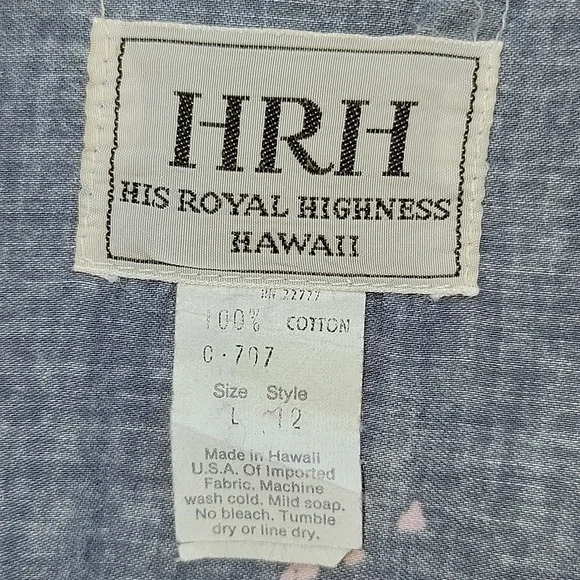 HRH
HIS ROYAL HIGHNESS
HAWAII
RN 22777
100% COTTON
0-707
Size Style
L 12
Made in Hawaii
U.S.A. Of Imported
Fabric. Machine
wash cold. Mild soap.
No bleach. Tumble
dry or line dry.